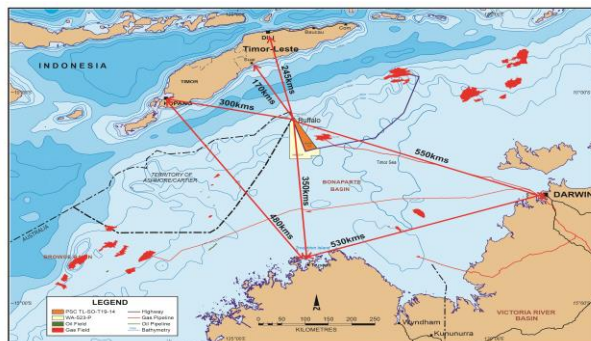 DILI
Baucau
Com
INDONESIA
Timor-Leste
TIMOR
245kms
170kms
KUPANG
300kms
Buffalo
550kms
Timor Sea
TERRITORY OF
ASHMORE/CARTIER
350kms
BONAPARTE
BASIN
DARWIN
AUSTRALIA
480kms
530kms
BROWSE BASIN
LEGEND
PSC TL-SO-T19-14
WA-523-P
Oil Field
Gas Field
Highway
Gas Pipeline
Oil Pipeline
Bathymetry
0 50 100 150 200 250
KILOMETRES
Wyndham
Kununurra
VICTORIA RIVER
BASIN